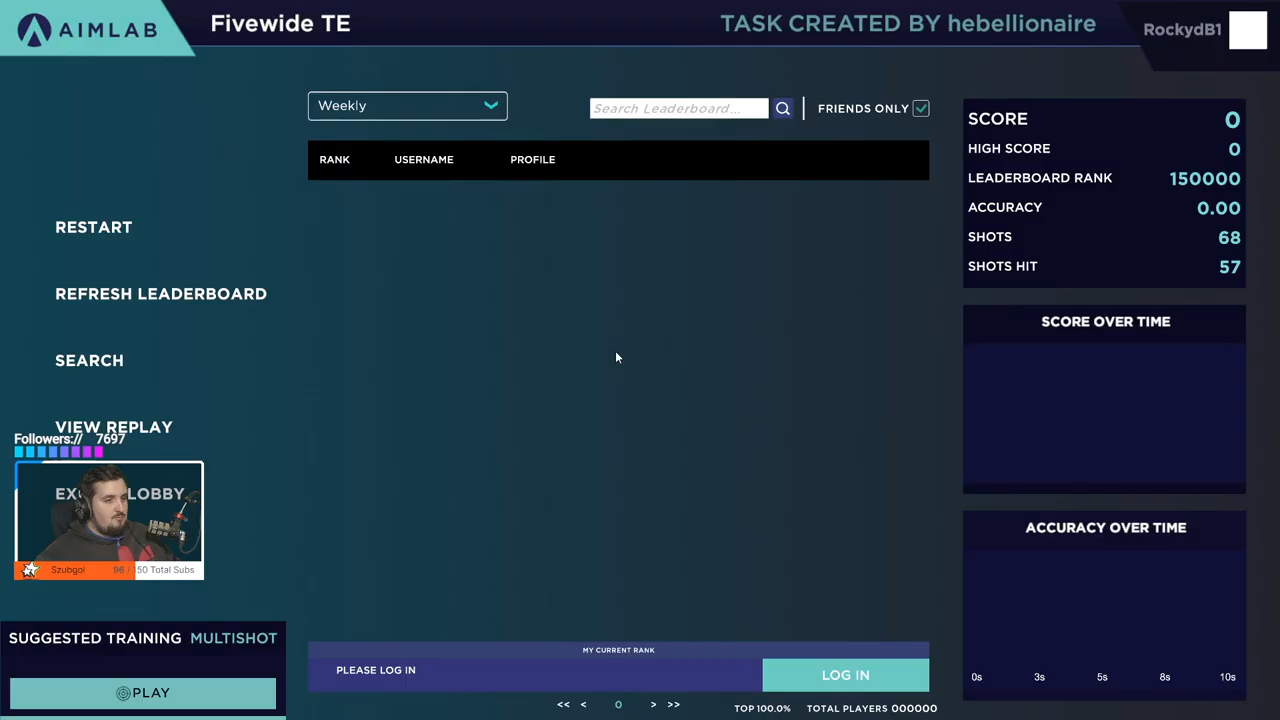 AIMLAB
Fivewide TE
TASK CREATED BY hebellionaire
RockydB1
Weekly
Search Leaderboard...
FRIENDS ONLY
RANK USERNAME PROFILE
RESTART
REFRESH LEADERBOARD
SEARCH
VIEW REPLAY
Followers:// 7697
EX LOBBY
Szubgo! 96 / 150 Total Subs
SUGGESTED TRAINING MULTISHOT
PLAY
MY CURRENT RANK
PLEASE LOG IN
LOG IN
<< < 0 > >>
TOP 100.0% TOTAL PLAYERS 000000
SCORE 0
HIGH SCORE 0
LEADERBOARD RANK 150000
ACCURACY 0.00
SHOTS 68
SHOTS HIT 57
SCORE OVER TIME
ACCURACY OVER TIME
0s 3s 5s 8s 10s